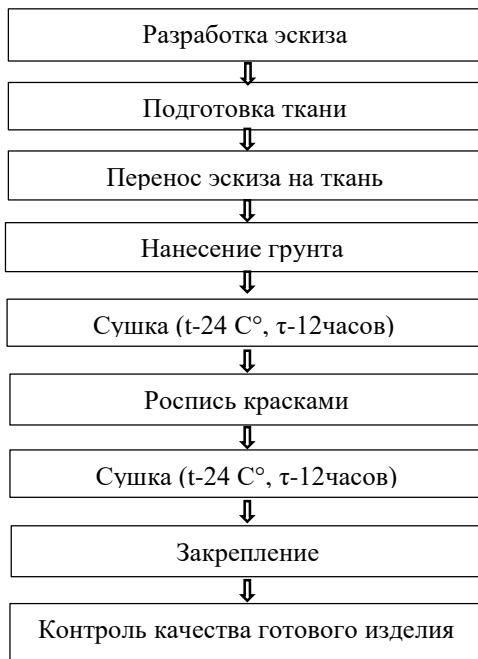 Разработка эскиза
Подготовка ткани
Перенос эскиза на ткань
Нанесение грунта
Сушка (t-24 С°, τ-12часов)
Роспись красками
Сушка (t-24 С°, τ-12часов)
Закрепление
Контроль качества готового изделия